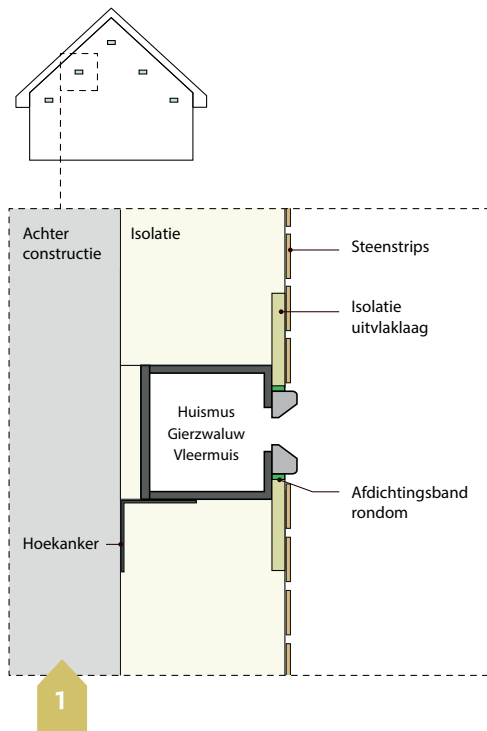 Achter
constructie
Isolatie
Steenstrips
Isolatie
uitvlaklaag
Huismus
Gierzwaluw
Vleermuis
Afdichtingsband
rondom
Hoekanker
1